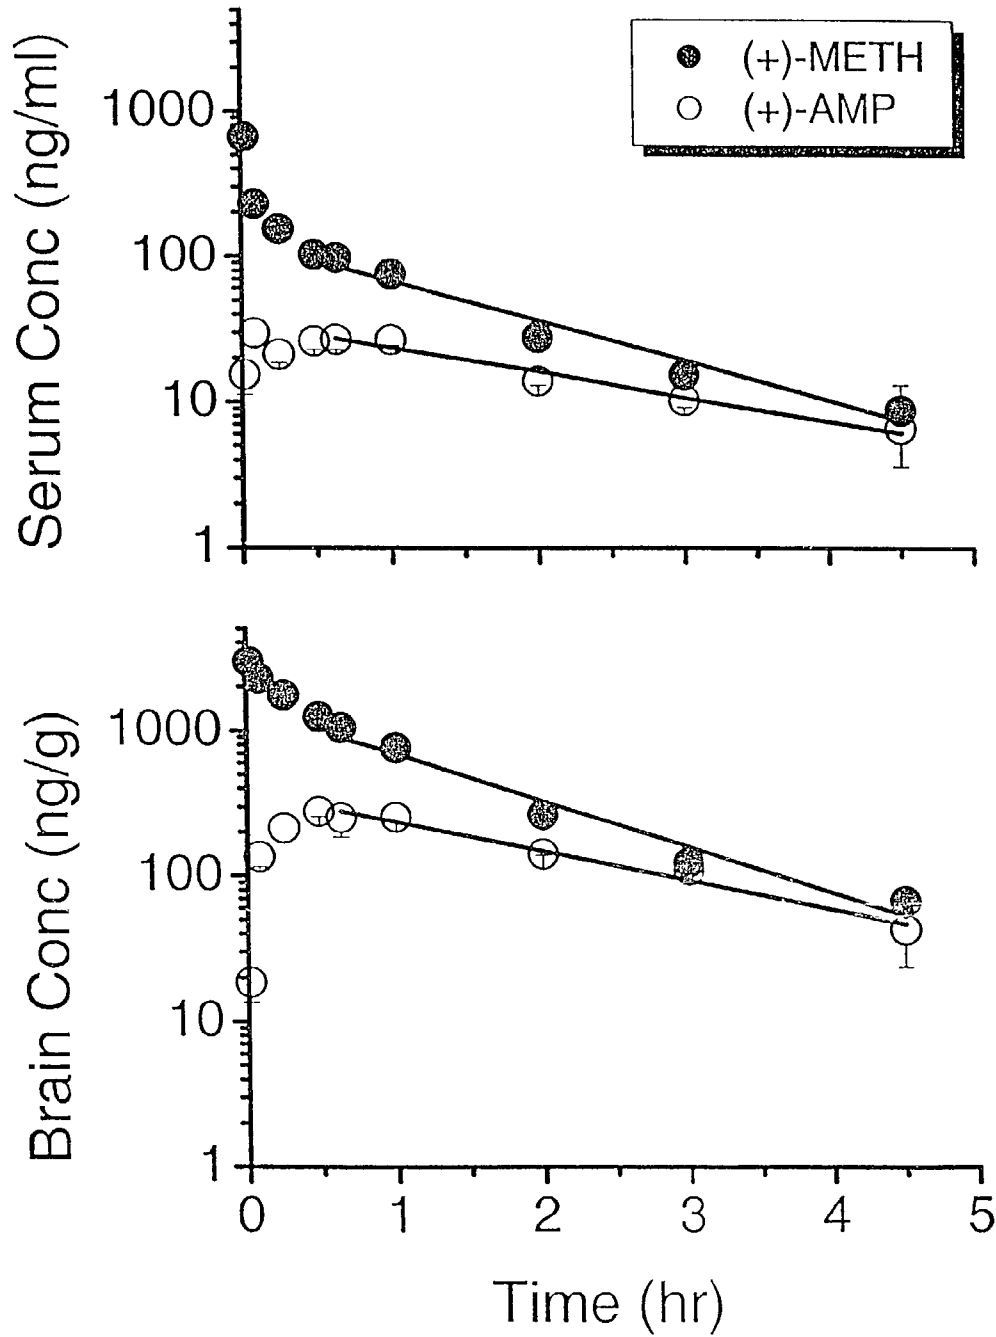 (+)-METH
(+)-AMP
Serum Conc (ng/ml)
1000
100
10
1
Brain Conc (ng/g)
1000
100
10
1
0 1 2 3 4 5
Time (hr)